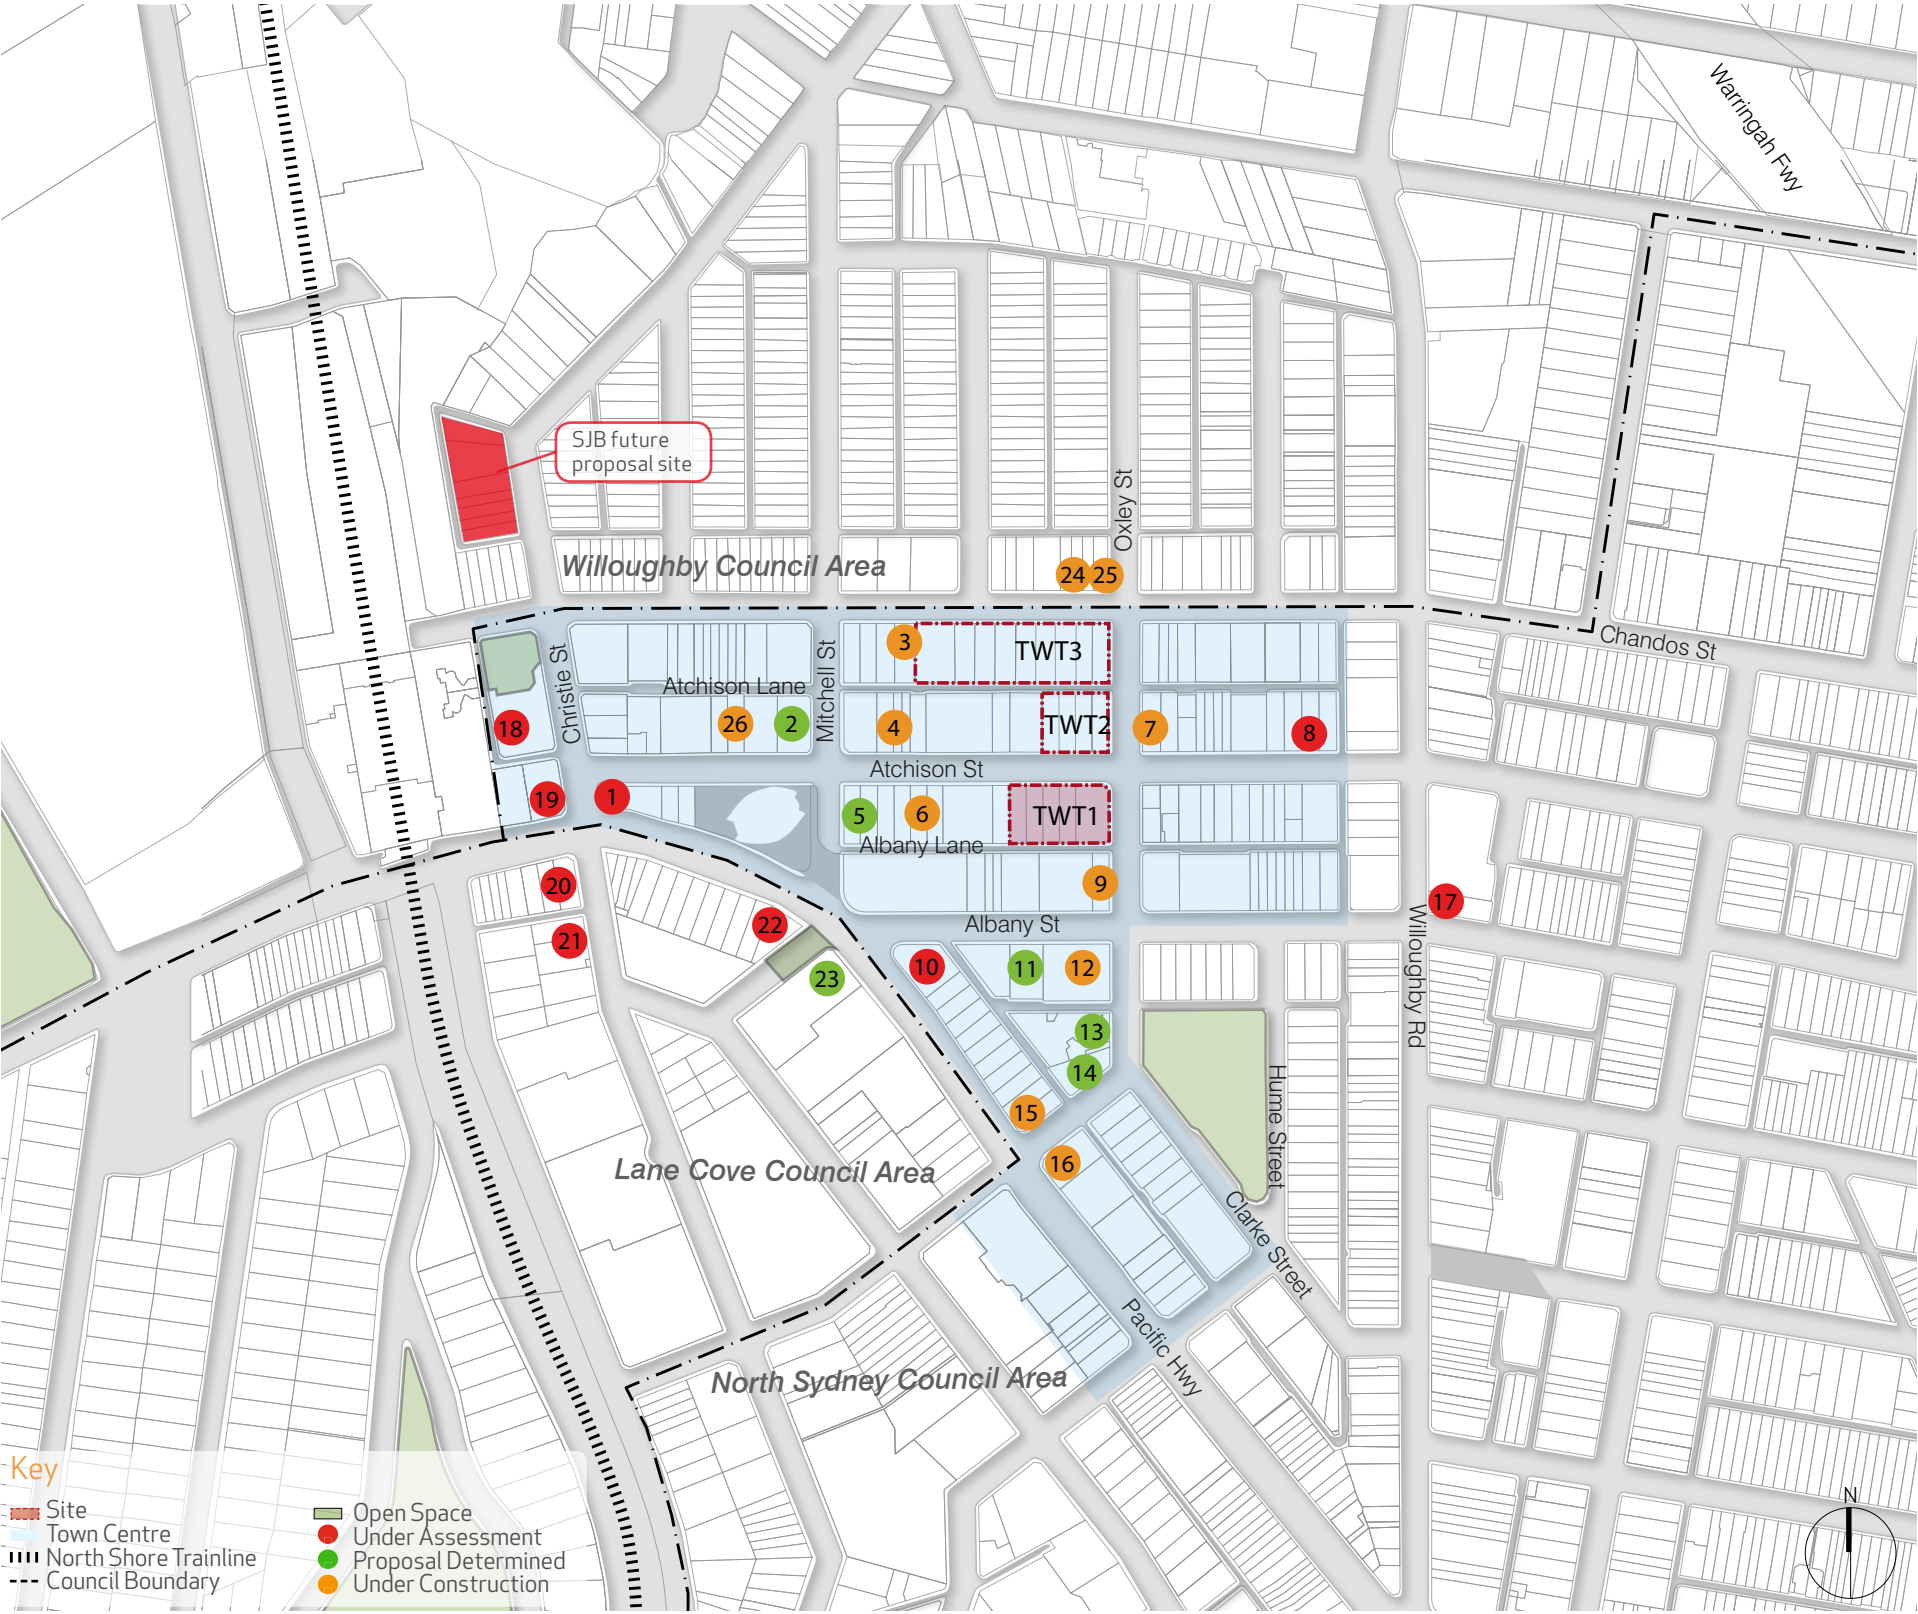 Warringah Fwy
SJB future
proposal site
Oxley St
Willoughby Council Area
24
25
Chandos St
3
TWT3
Christie St
Mitchell St
Atchison Lane
18
26
2
4
TWT2
7
8
Atchison St
19
1
5
6
TWT1
Albany Lane
20
9
17
22
Albany St
21
Willoughby Rd
10
11
12
23
13
14
Hume Street
15
16
Lane Cove Council Area
Clarke Street
Pacific Hwy
North Sydney Council Area
Key
Site
Town Centre
North Shore Trainline
Council Boundary
Open Space
Under Assessment
Proposal Determined
Under Construction
N